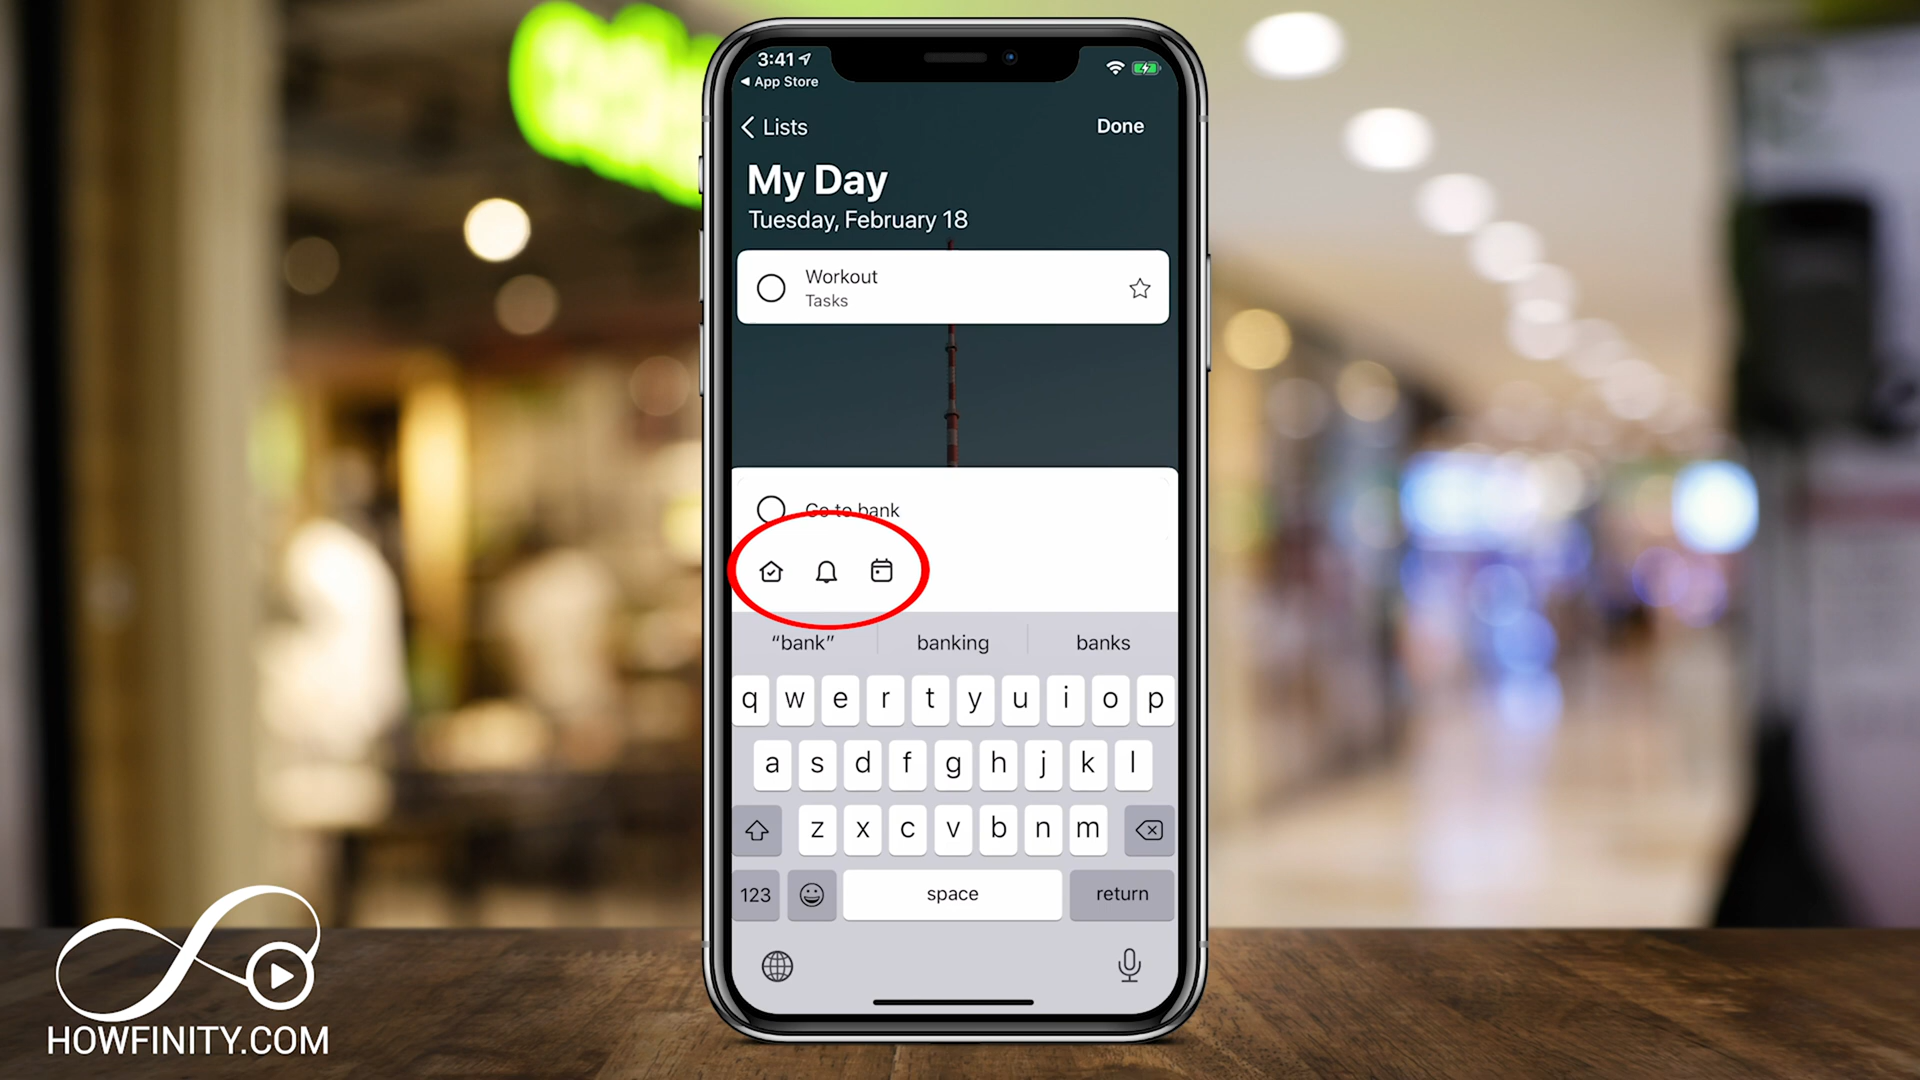 3:41
◀ App Store
Lists
Done
My Day
Tuesday, February 18
Workout
Tasks
Go to bank
“bank” banking banks
q w e r t y u i o p
a s d f g h j k l
z x c v b n m
123 space return
HOWFINITY.COM